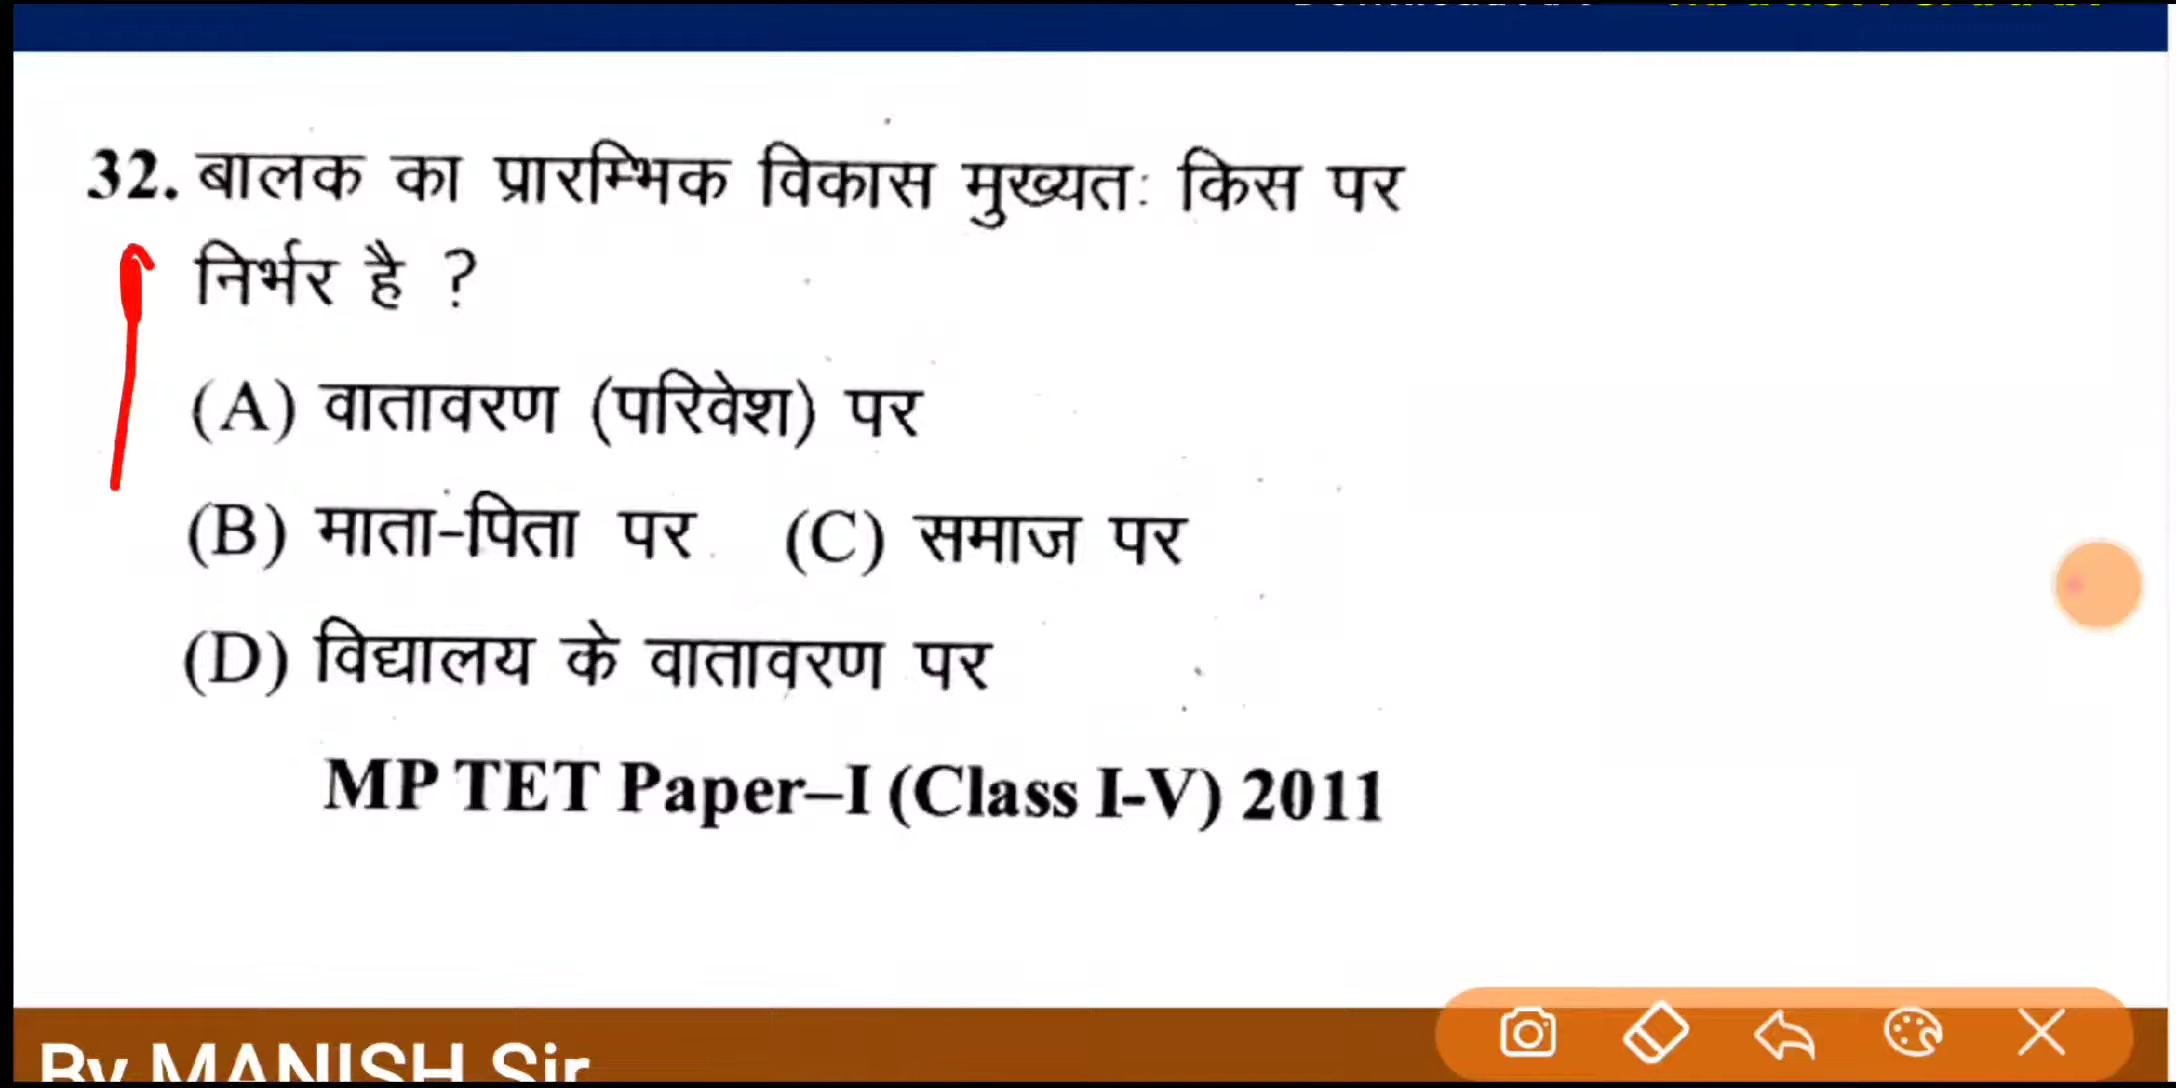 32. बालक का प्रारम्भिक विकास मुख्यतः किस पर
निर्भर है ?
(A) वातावरण (परिवेश) पर
(B) माता-पिता पर (C) समाज पर
(D) विद्यालय के वातावरण पर
MP TET Paper–I (Class I-V) 2011
By MANISH Sir